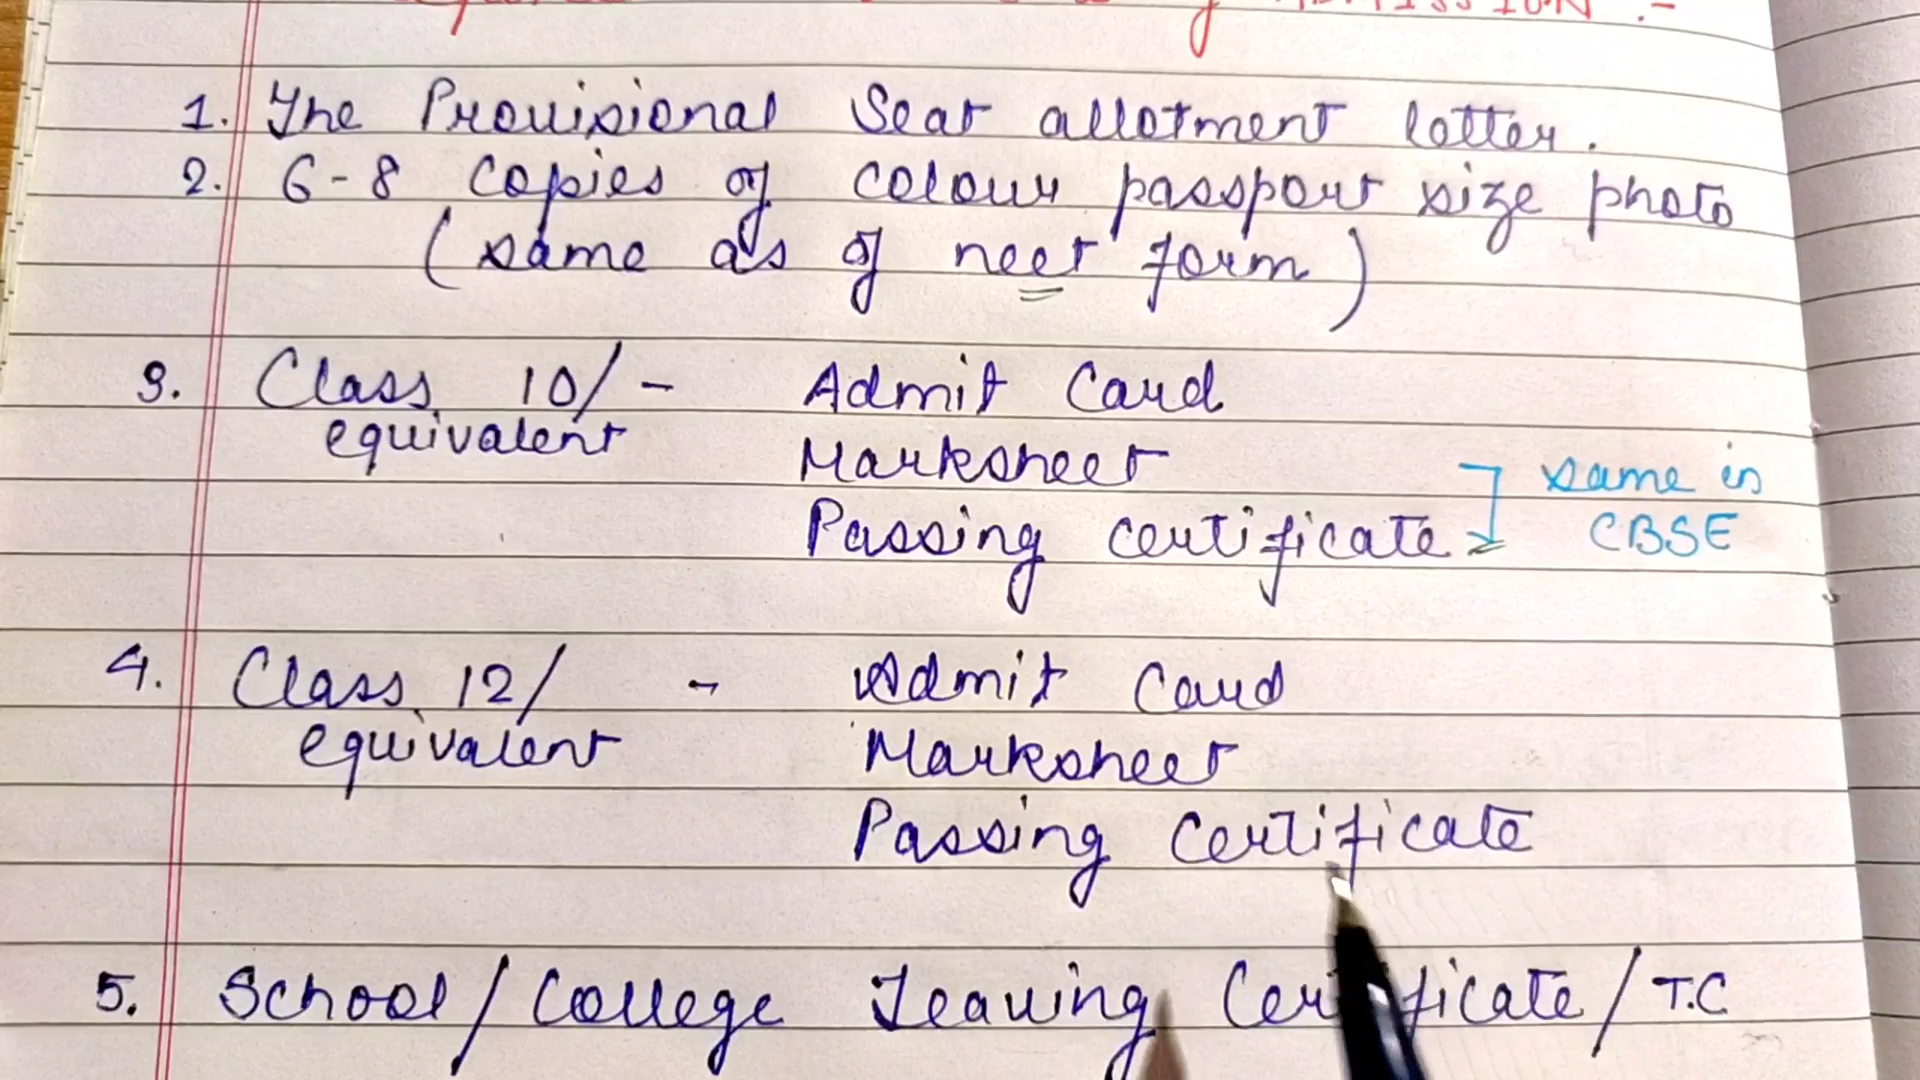 ADMISSION :-
1. The Provisional Seat allotment letter.
2. 6-8 Copies of colour passport size photo
(same as of neet form)
3. Class 10/ - Admit Card
equivalent Marksheet
Passing certificate
same in
CBSE
4. Class 12/ - Admit Card
equivalent Marksheet
Passing Certificate
5. School/College Leaving Certificate/T.C